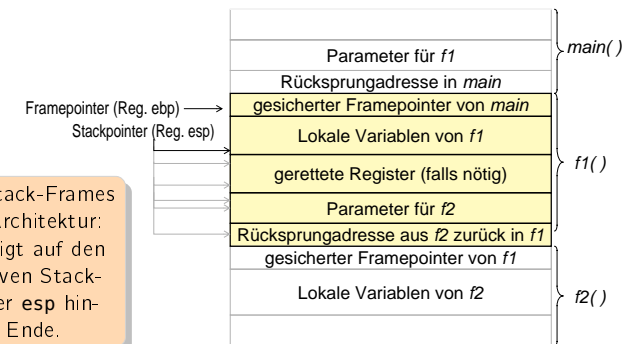 Parameter für f1
main( )
Rücksprungadresse in main
Framepointer (Reg. ebp)
gesicherter Framepointer von main
Stackpointer (Reg. esp)
Lokale Variablen von f1
f1()
gerettete Register (falls nötig)
Parameter für f2
Rücksprungadresse aus f2 zurück in f1
gesicherter Framepointer von f1
Lokale Variablen von f2
f2( )
tack-Frames
rchitektur:
igt auf den
ven Stack-
er esp hin-
Ende.